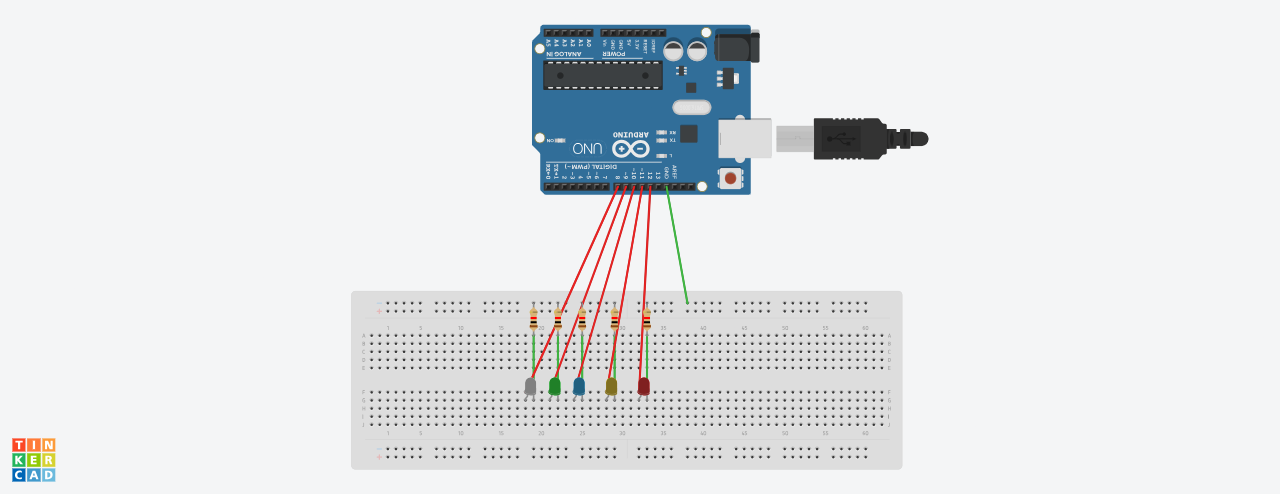 A5 A4 A3 A2 A1 A0
5V
GND
GND
3.3V
ANALOG IN
POWER
ON
RX
TX
L
ARDUINO
UNO
DIGITAL (PWM ~)
RX←0 TX→1 2 ~3 4 ~5 ~6 7 8 ~9 ~10 ~11 12 13 GND AREF
1 5 10 15 20 25 30 35 40 45 50 55 60
A A
B B
C C
D D
E E
F F
G G
H H
I I
J J
1 5 10 15 20 25 30 35 40 45 50 55 60
TIN
KER
CAD